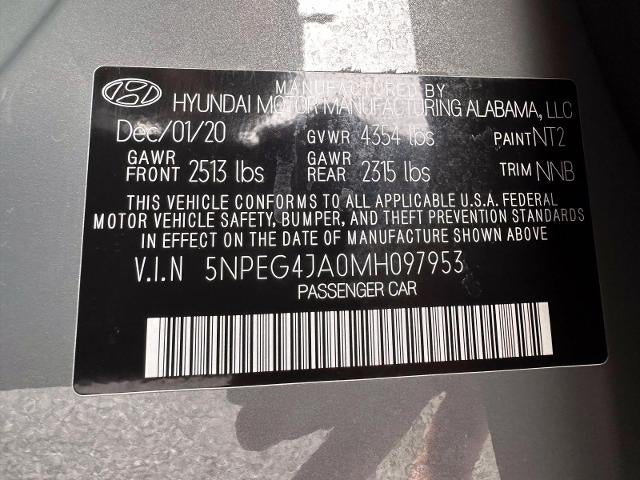 MANUFACTURED BY
HYUNDAI MOTOR MANUFACTURING ALABAMA, LLC
Dec/01/20 GVWR 4354 lbs PAINT NT2
GAWR FRONT 2513 lbs GAWR REAR 2315 lbs TRIM NNB
THIS VEHICLE CONFORMS TO ALL APPLICABLE U.S.A. FEDERAL
MOTOR VEHICLE SAFETY, BUMPER, AND THEFT PREVENTION STANDARDS
IN EFFECT ON THE DATE OF MANUFACTURE SHOWN ABOVE
V.I.N 5NPEG4JA0MH097953
PASSENGER CAR